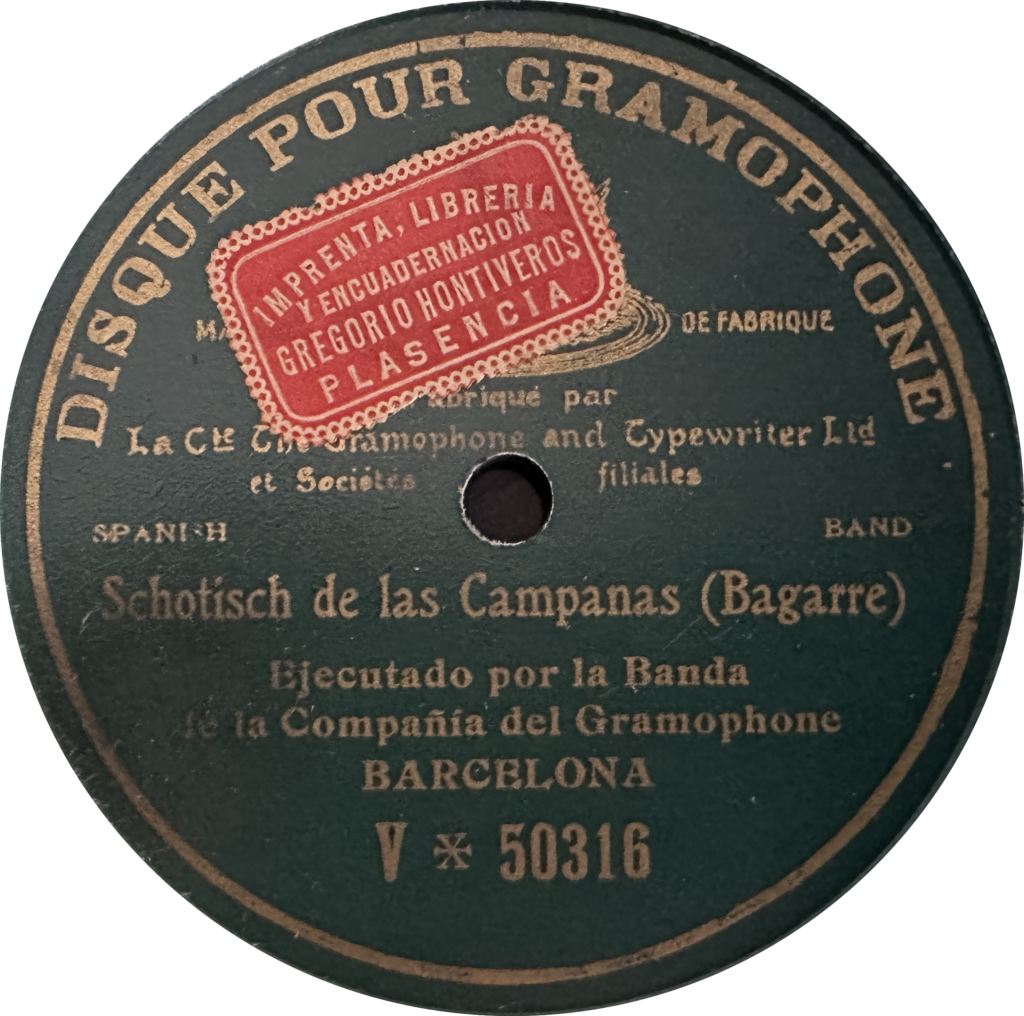 DISQUE POUR GRAMOPHONE
IMPRENTA, LIBRERIA
Y ENCUADERNACION
GREGORIO HONTIVEROS
PLASENCIA
DE FABRIQUE
par
La Cie The Gramophone and Typewriter Ltd
et Sociétés filiales
SPANISH BAND
Schotisch de las Campanas (Bagarre)
Ejecutado por la Banda
de la Compañía del Gramophone
BARCELONA
V ※ 50316